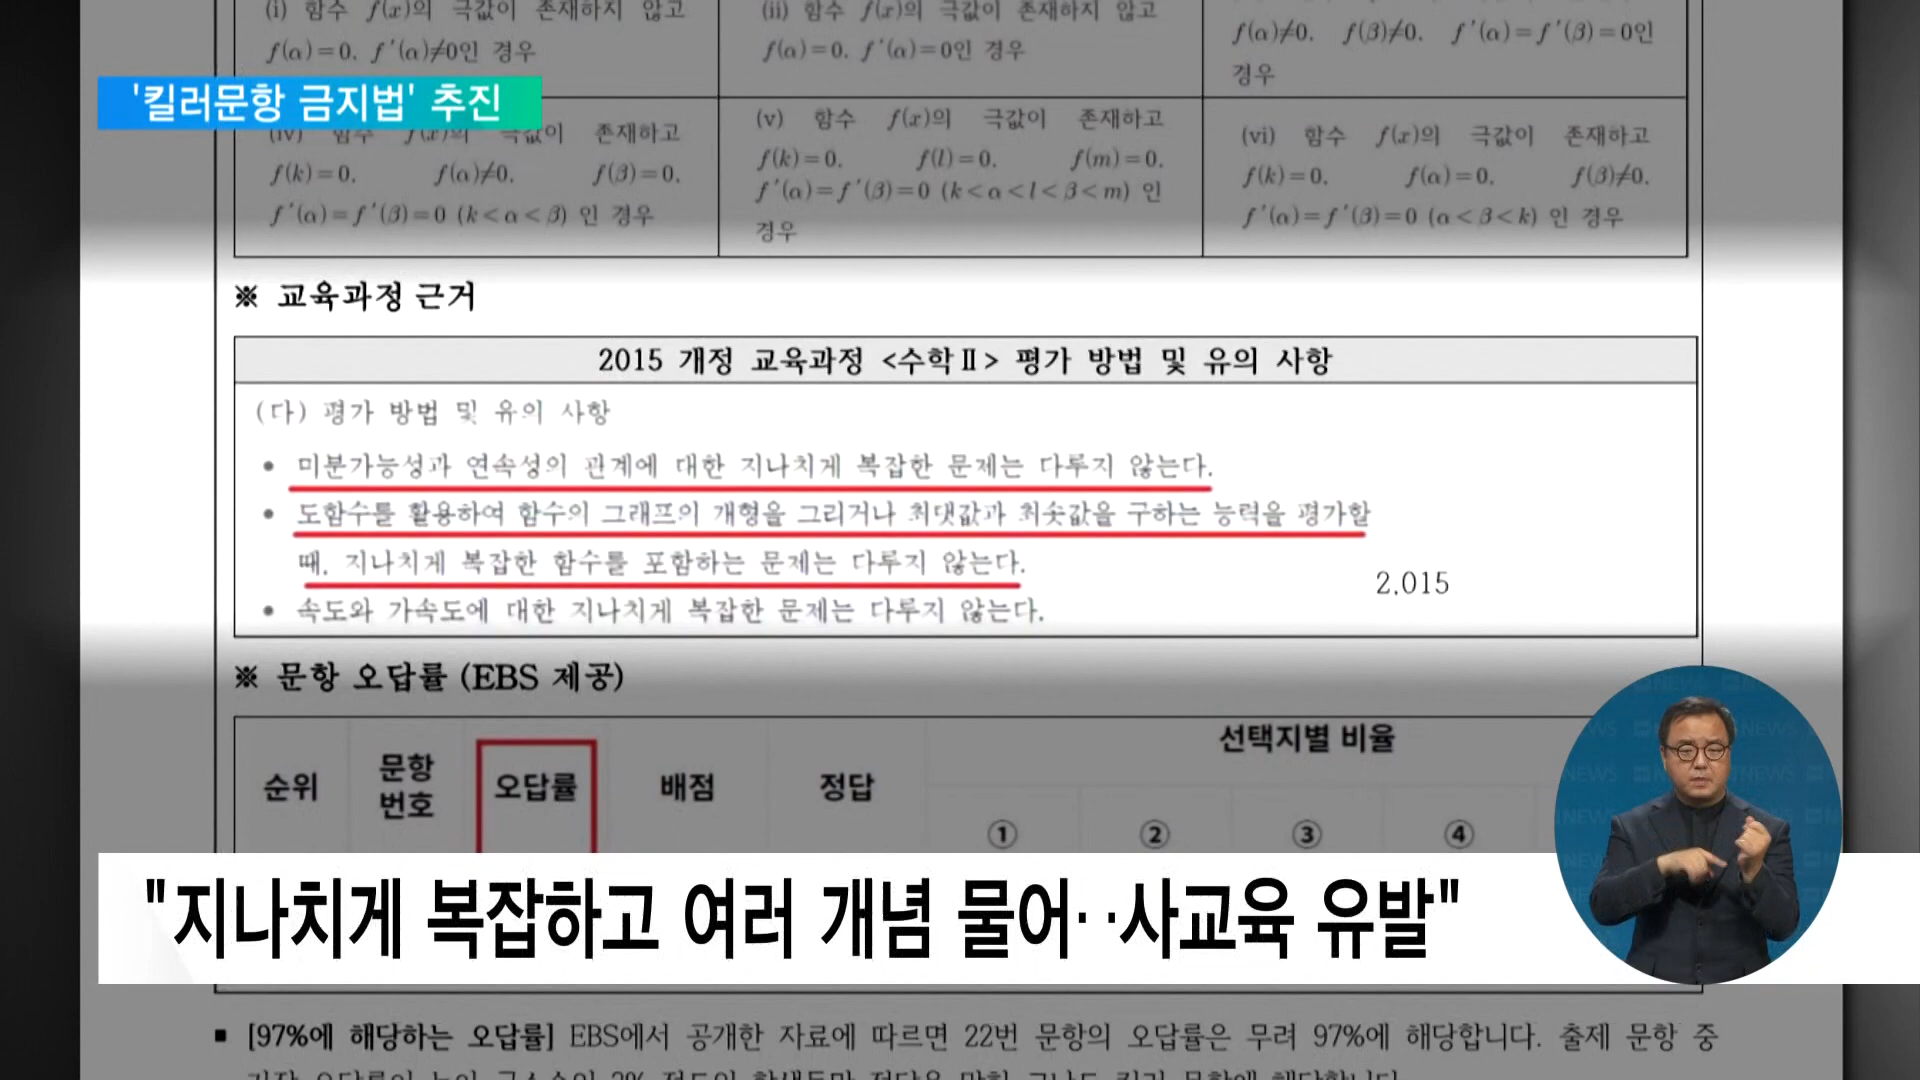 (i) 함수 f(x)의 극값이 존재하지 않고
f(α)=0, f′(α)≠0인 경우
(ii) 함수 f(x)의 극값이 존재하지 않고
f(α)=0, f′(α)=0인 경우
f(α)≠0, f(β)≠0, f′(α)=f′(β)=0인
경우
'킬러문항 금지법' 추진
(iv) 함수 f(x)의 극값이 존재하고
f(k)=0, f(α)≠0, f(β)=0,
f′(α)=f′(β)=0 (k<α<β) 인 경우
(v) 함수 f(x)의 극값이 존재하고
f(k)=0, f(l)=0, f(m)=0,
f′(α)=f′(β)=0 (k<α<l<β<m) 인
경우
(vi) 함수 f(x)의 극값이 존재하고
f(k)=0, f(α)=0, f(β)≠0,
f′(α)=f′(β)=0 (α<β<k) 인 경우
※ 교육과정 근거
2015 개정 교육과정 <수학Ⅱ> 평가 방법 및 유의 사항
(다) 평가 방법 및 유의 사항
• 미분가능성과 연속성의 관계에 대한 지나치게 복잡한 문제는 다루지 않는다.
• 도함수를 활용하여 함수의 그래프의 개형을 그리거나 최댓값과 최솟값을 구하는 능력을 평가할
때, 지나치게 복잡한 함수를 포함하는 문제는 다루지 않는다.
2.015
• 속도와 가속도에 대한 지나치게 복잡한 문제는 다루지 않는다.
※ 문항 오답률 (EBS 제공)
순위 문항 번호 오답률 배점 정답 선택지별 비율
① ② ③ ④
"지나치게 복잡하고 여러 개념 물어‥사교육 유발"
▪ [97%에 해당하는 오답률] EBS에서 공개한 자료에 따르면 22번 문항의 오답률은 무려 97%에 해당합니다. 출제 문항 중